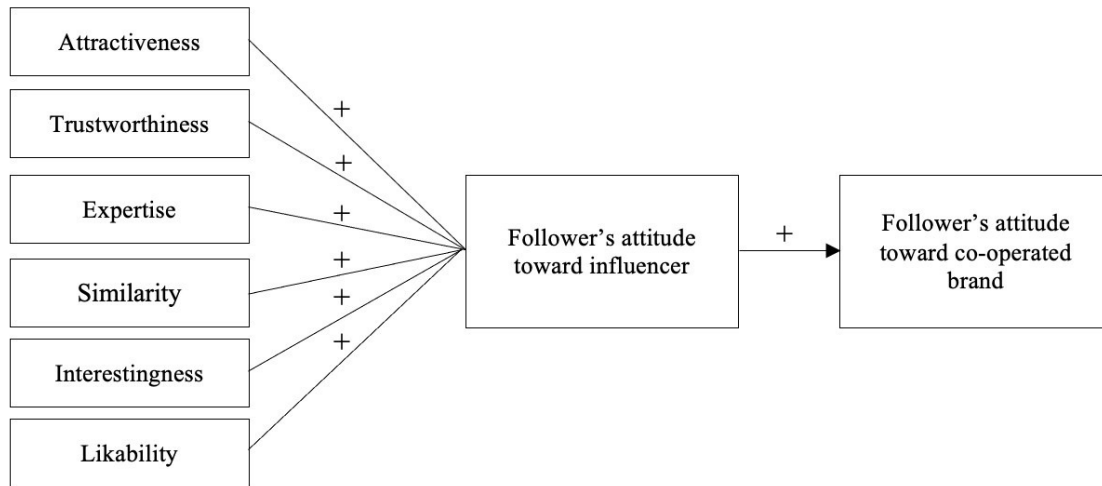 Attractiveness
Trustworthiness
Expertise
Similarity
Interestingness
Likability
+
+
+
+
+
+
Follower’s attitude
toward influencer
+
Follower’s attitude
toward co-operated
brand